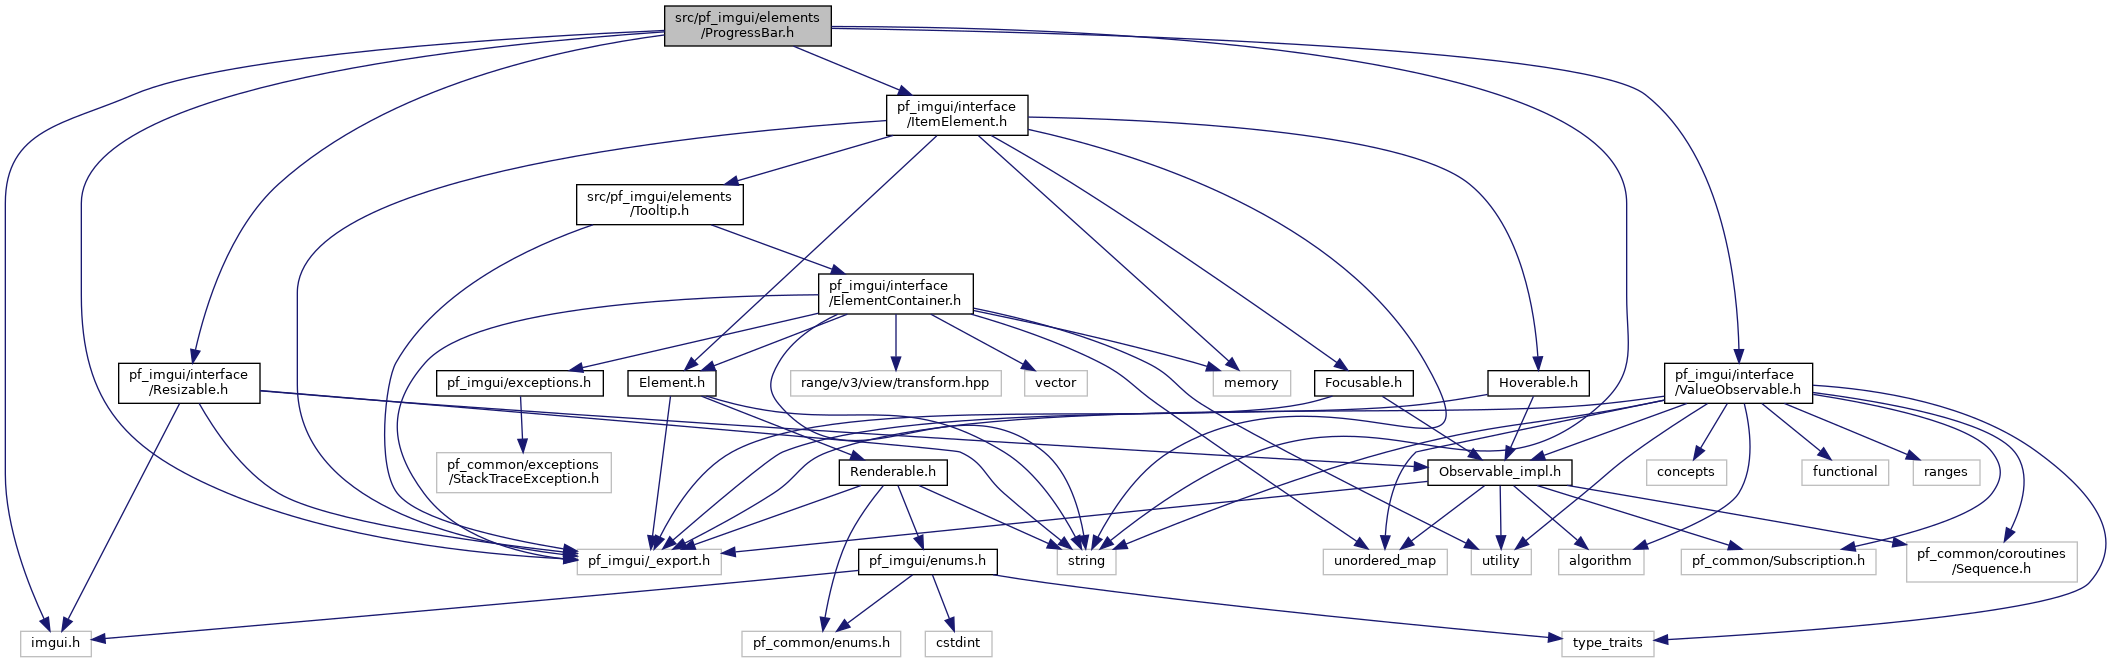 src/pf_imgui/elements
/ProgressBar.h
pf_imgui/interface
/ItemElement.h
src/pf_imgui/elements
/Tooltip.h
pf_imgui/interface
/ElementContainer.h
pf_imgui/interface
/Resizable.h
pf_imgui/exceptions.h
Element.h
range/v3/view/transform.hpp
vector
memory
Focusable.h
Hoverable.h
pf_imgui/interface
/ValueObservable.h
pf_common/exceptions
/StackTraceException.h
Renderable.h
Observable_impl.h
concepts
functional
ranges
pf_imgui/_export.h
pf_imgui/enums.h
string
unordered_map
utility
algorithm
pf_common/Subscription.h
pf_common/coroutines
/Sequence.h
imgui.h
pf_common/enums.h
cstdint
type_traits